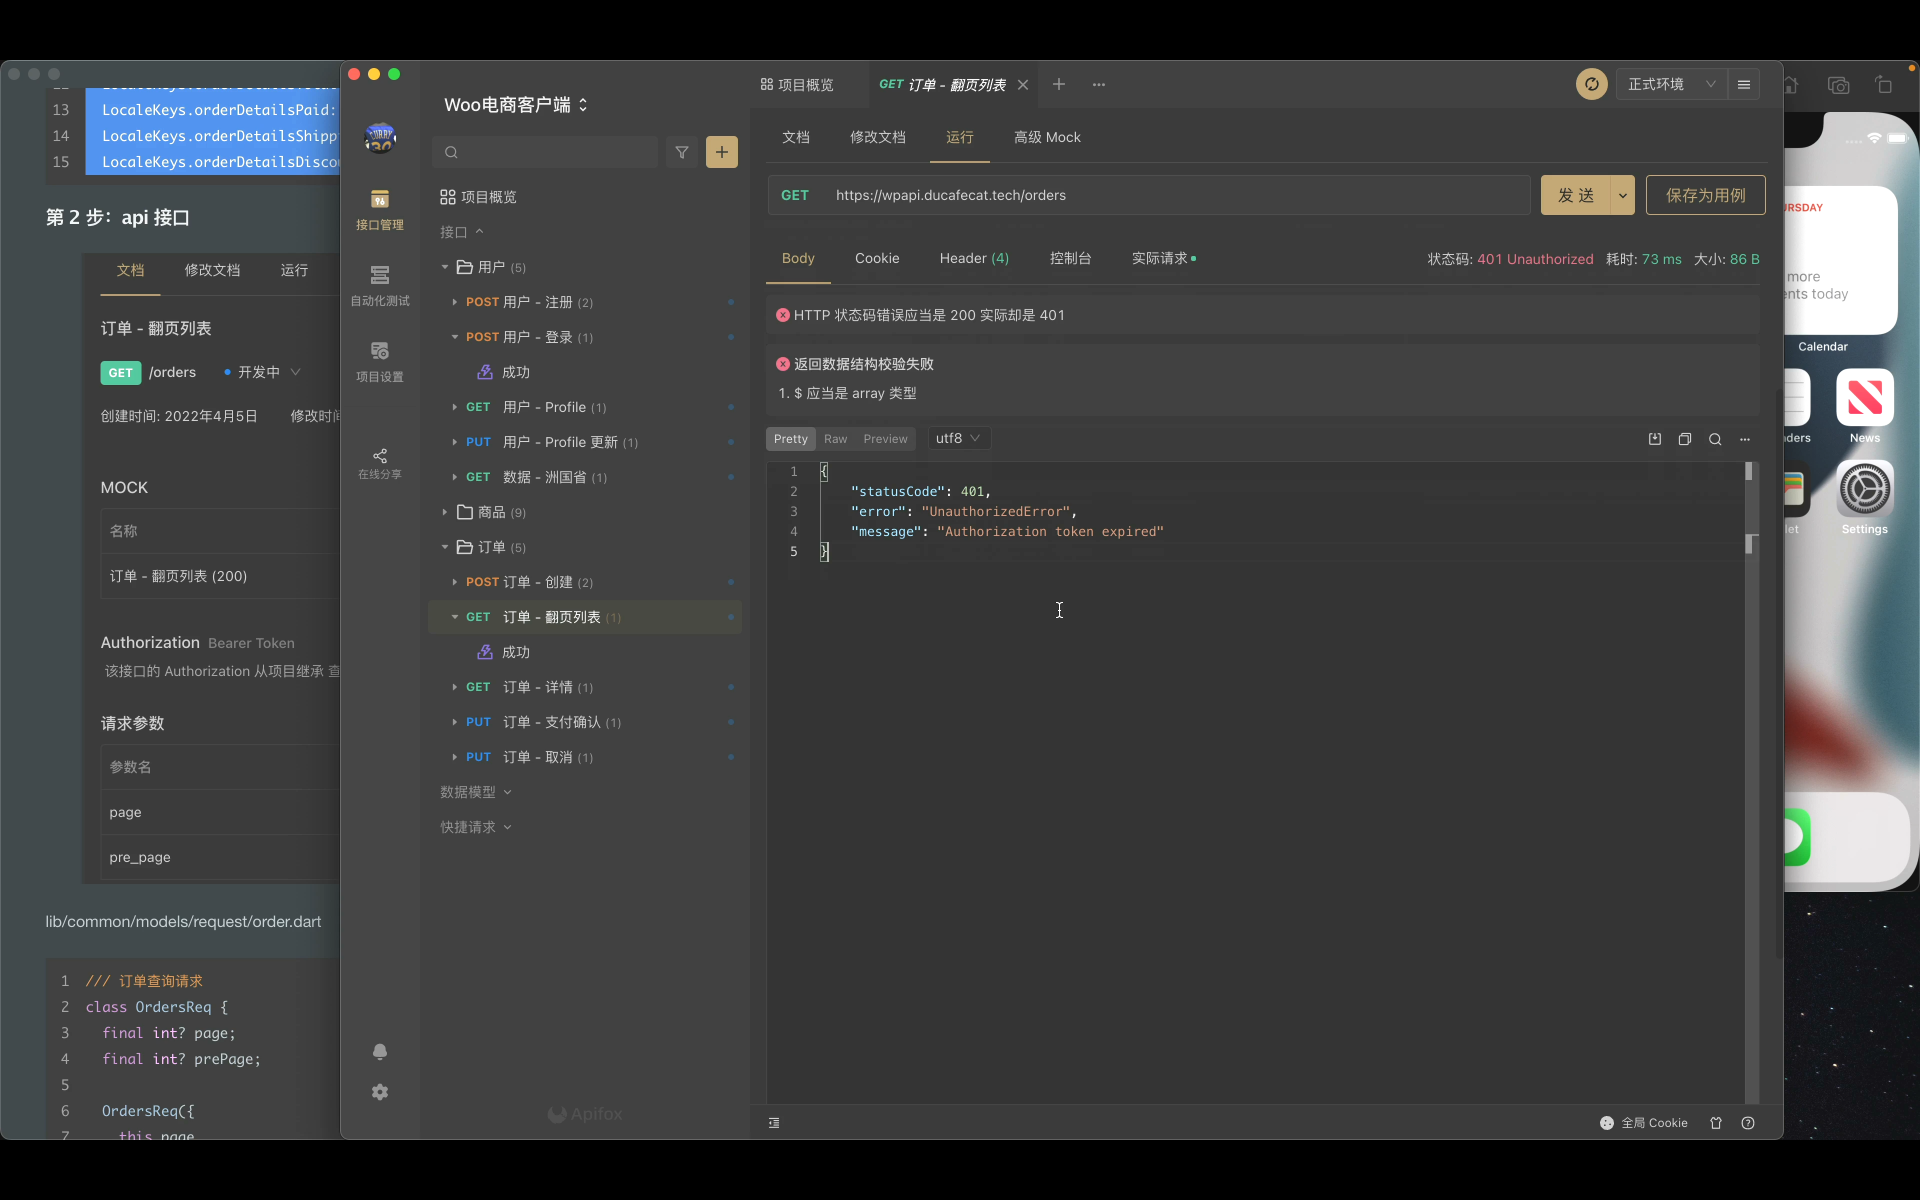 13 LocaleKeys.orderDetailsPaid:
14 LocaleKeys.orderDetailsShipp
15 LocaleKeys.orderDetailsDiscou
第 2 步：api 接口
文档 修改文档 运行
订单 - 翻页列表
GET /orders 开发中
创建时间: 2022年4月5日 修改时间
MOCK
名称
订单 - 翻页列表 (200)
Authorization Bearer Token
该接口的 Authorization 从项目继承 查
请求参数
参数名
page
pre_page
lib/common/models/request/order.dart
1 /// 订单查询请求
2 class OrdersReq {
3 final int? page;
4 final int? prePage;
5
6 OrdersReq({
7 this.page
接口管理
自动化测试
项目设置
在线分享
Woo电商客户端
项目概览
接口
用户 (5)
POST 用户 - 注册 (2)
POST 用户 - 登录 (1)
成功
GET 用户 - Profile (1)
PUT 用户 - Profile 更新 (1)
GET 数据 - 洲国省 (1)
商品 (9)
订单 (5)
POST 订单 - 创建 (2)
GET 订单 - 翻页列表 (1)
成功
GET 订单 - 详情 (1)
PUT 订单 - 支付确认 (1)
PUT 订单 - 取消 (1)
数据模型
快捷请求
Apifox
项目概览 GET 订单 - 翻页列表 正式环境
文档 修改文档 运行 高级 Mock
GET https://wpapi.ducafecat.tech/orders 发 送 保存为用例
Body Cookie Header (4) 控制台 实际请求 状态码: 401 Unauthorized 耗时: 73 ms 大小: 86 B
HTTP 状态码错误应当是 200 实际却是 401
返回数据结构校验失败
1. $ 应当是 array 类型
Pretty Raw Preview utf8
1 {
2 "statusCode": 401,
3 "error": "UnauthorizedError",
4 "message": "Authorization token expired"
5 }
全局 Cookie
URSDAY
more
ents today
Calendar
ders News
let Settings